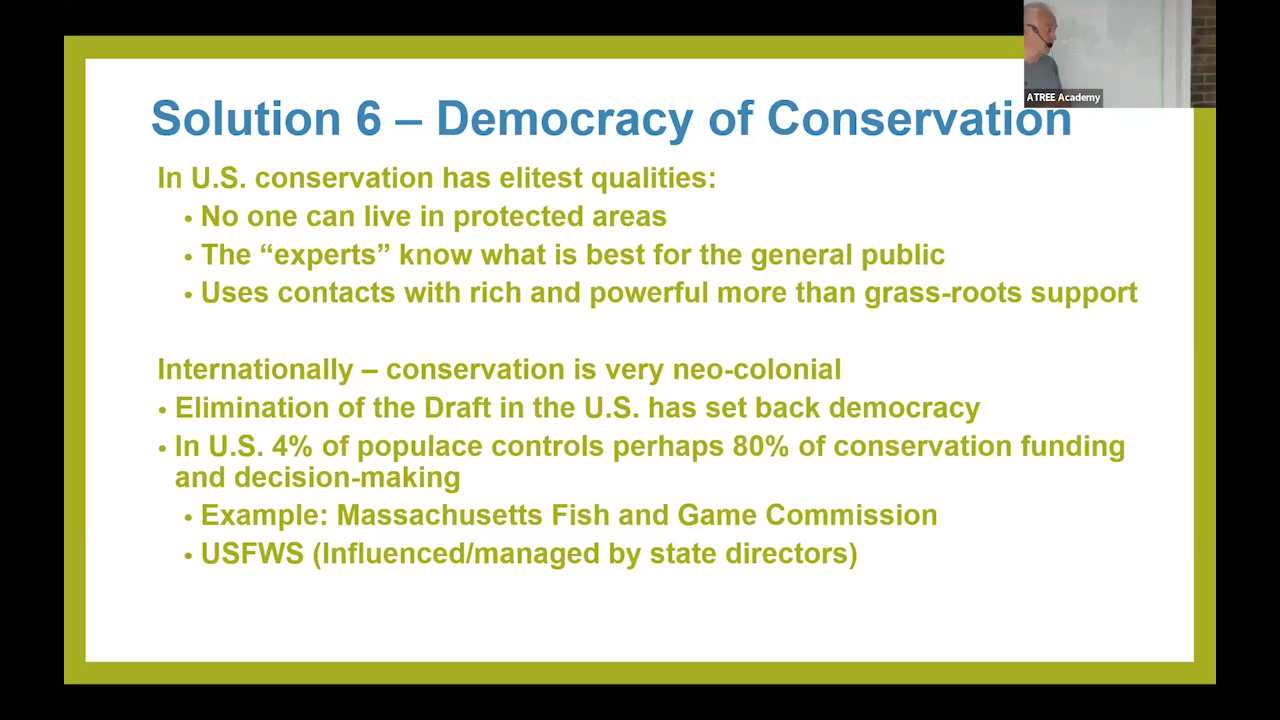 Solution 6 – Democracy of Conservation
ATREE Academy
In U.S. conservation has elitest qualities:
• No one can live in protected areas
• The “experts” know what is best for the general public
• Uses contacts with rich and powerful more than grass-roots support
Internationally – conservation is very neo-colonial
• Elimination of the Draft in the U.S. has set back democracy
• In U.S. 4% of populace controls perhaps 80% of conservation funding
and decision-making
• Example: Massachusetts Fish and Game Commission
• USFWS (Influenced/managed by state directors)